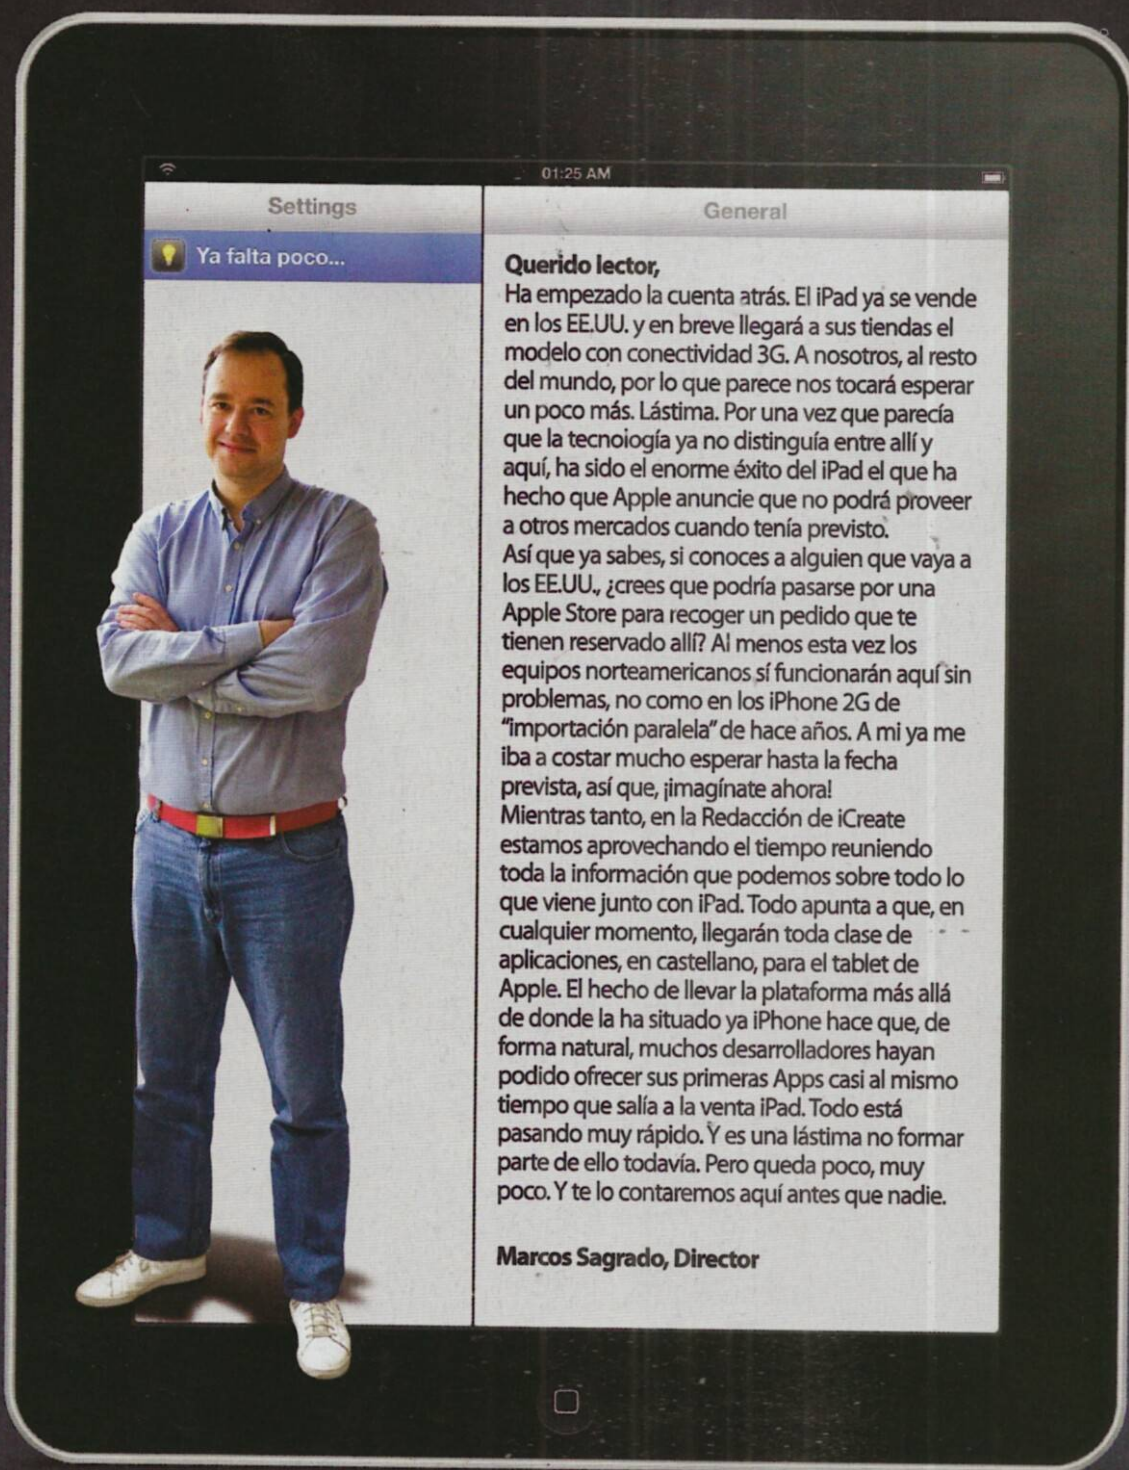 01:25 AM
Settings
General
Ya falta poco...
Querido lector,
Ha empezado la cuenta atrás. El iPad ya se vende
en los EE.UU. y en breve llegará a sus tiendas el
modelo con conectividad 3G. A nosotros, al resto
del mundo, por lo que parece nos tocará esperar
un poco más. Lástima. Por una vez que parecía
que la tecnoiogía ya no distinguía entre allí y
aquí, ha sido el enorme éxito del iPad el que ha
hecho que Apple anuncie que no podrá proveer
a otros mercados cuando tenía previsto.
Así que ya sabes, si conoces a alguien que vaya a
los EE.UU., ¿crees que podría pasarse por una
Apple Store para recoger un pedido que te
tienen reservado allí? Al menos esta vez los
equipos norteamericanos sí funcionarán aquí sin
problemas, no como en los iPhone 2G de
“importación paralela” de hace años. A mi ya me
iba a costar mucho esperar hasta la fecha
prevista, así que, ¡imagínate ahora!
Mientras tanto, en la Redacción de iCreate
estamos aprovechando el tiempo reuniendo
toda la información que podemos sobre todo lo
que viene junto con iPad. Todo apunta a que, en
cualquier momento, llegarán toda clase de
aplicaciones, en castellano, para el tablet de
Apple. El hecho de llevar la plataforma más allá
de donde la ha situado ya iPhone hace que, de
forma natural, muchos desarrolladores hayan
podido ofrecer sus primeras Apps casi al mismo
tiempo que salía a la venta iPad. Todo está
pasando muy rápido. Y es una lástima no formar
parte de ello todavía. Pero queda poco, muy
poco. Y te lo contaremos aquí antes que nadie.
Marcos Sagrado, Director